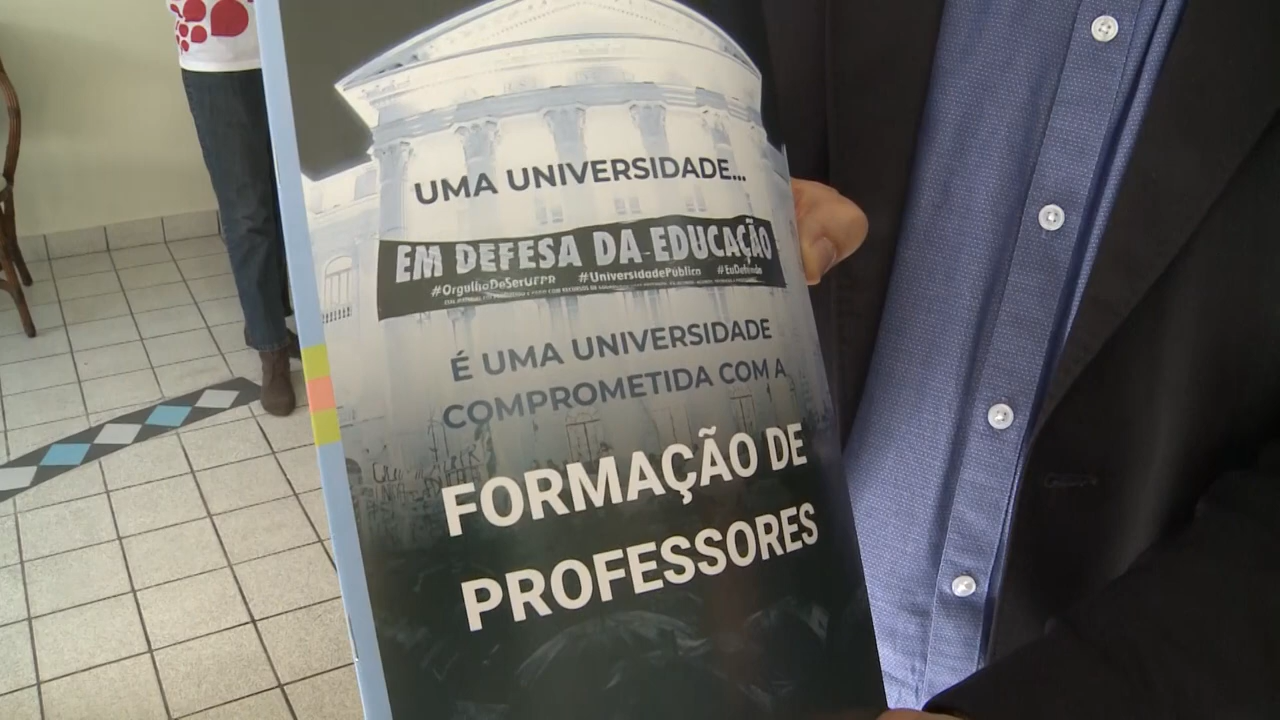 UMA UNIVERSIDADE...
EM DEFESA DA EDUCAÇÃO
#OrgulhoDeSerUFPR #UniversidadePública #EuDefendo
É UMA UNIVERSIDADE
COMPROMETIDA COM A
FORMAÇÃO DE
PROFESSORES